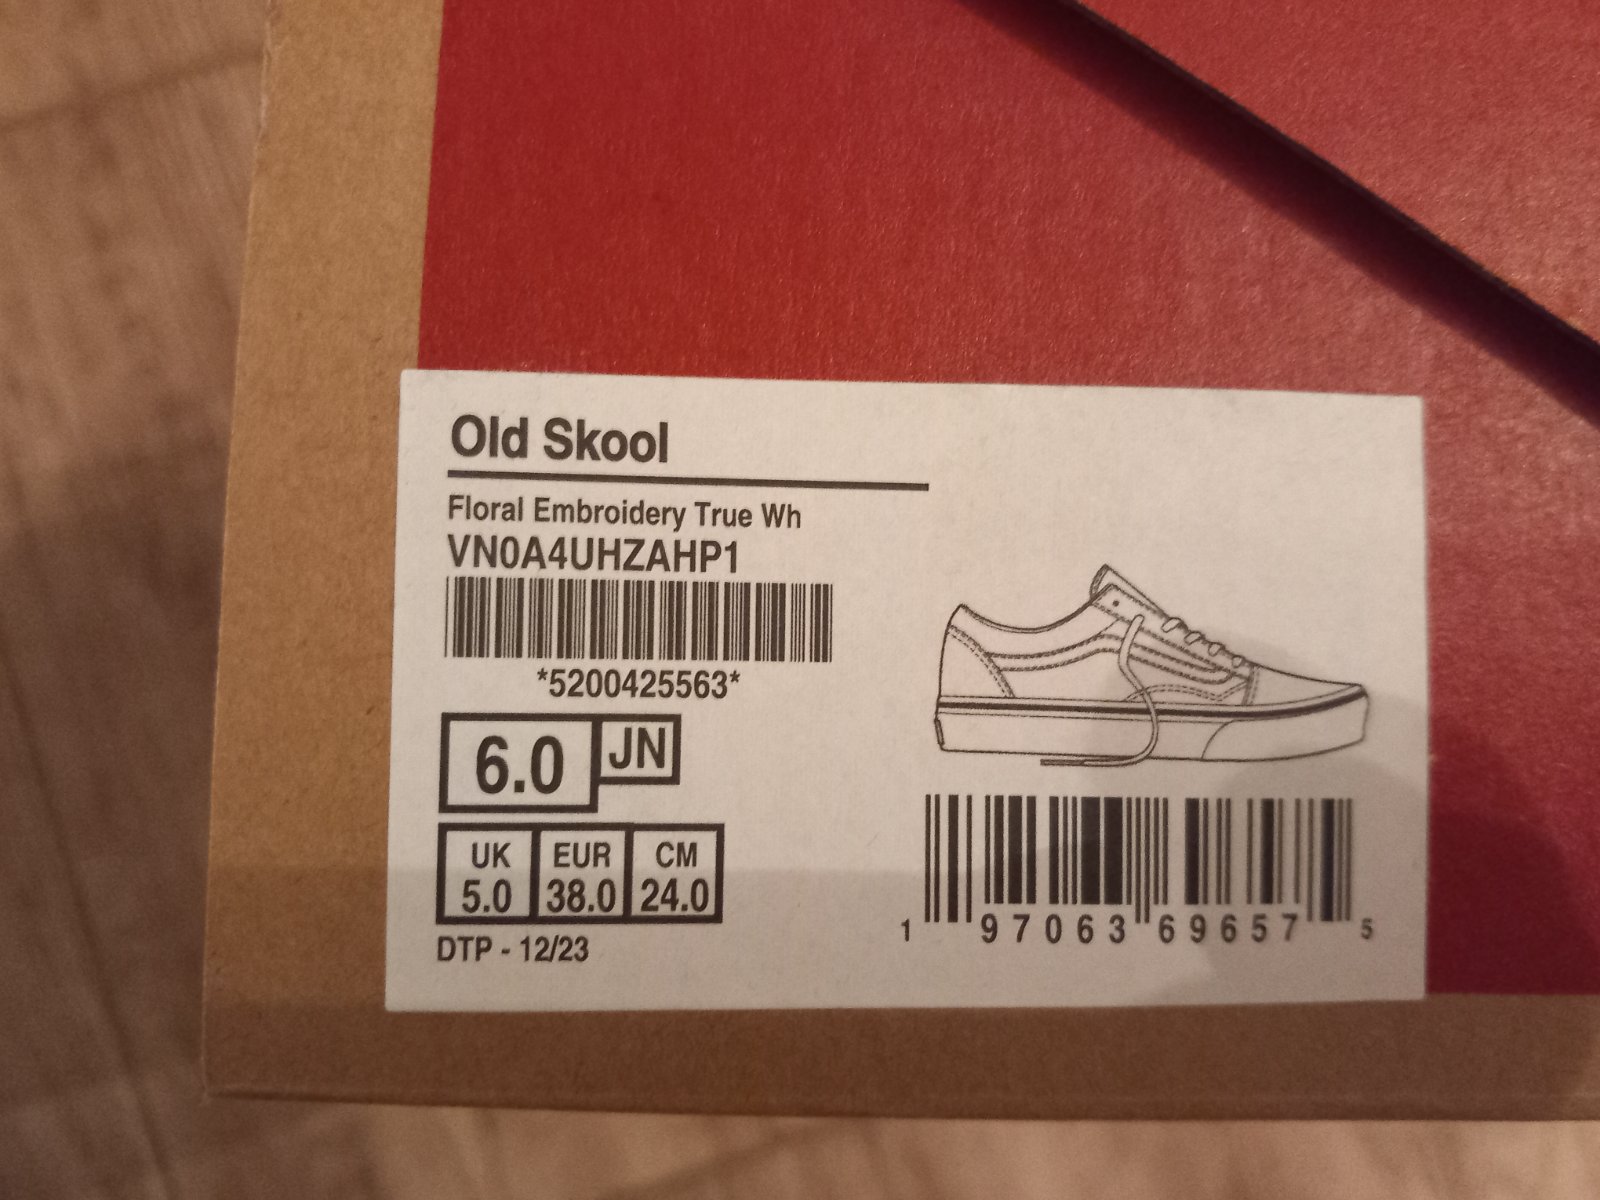 Old Skool
Floral Embroidery True Wh
VN0A4UHZAHP1
*5200425563*
6.0 JN
UK EUR CM
5.0 38.0 24.0
DTP - 12/23
1 97063 69657 5